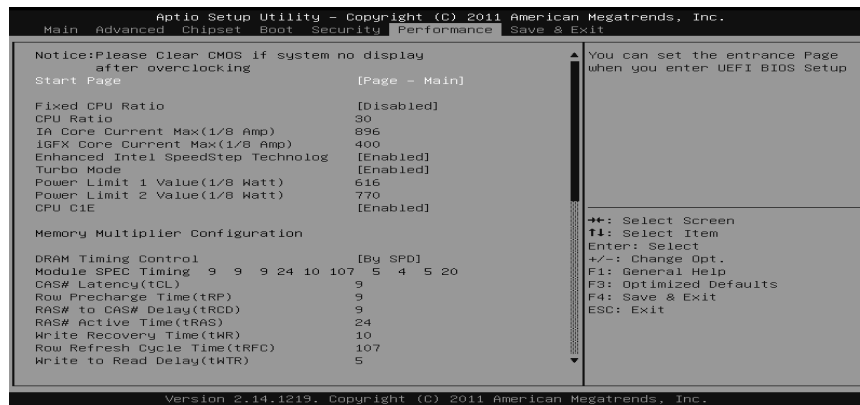 Aptio Setup Utility – Copyright (C) 2011 American Megatrends, Inc.
Main Advanced Chipset Boot Security Performance Save & Exit
Notice:Please Clear CMOS if system no display
after overclocking
Start Page [Page – Main]
Fixed CPU Ratio [Disabled]
CPU Ratio 30
IA Core Current Max(1/8 Amp) 896
iGFX Core Current Max(1/8 Amp) 400
Enhanced Intel SpeedStep Technolog [Enabled]
Turbo Mode [Enabled]
Power Limit 1 Value(1/8 Watt) 616
Power Limit 2 Value(1/8 Watt) 770
CPU C1E [Enabled]
Memory Multiplier Configuration
DRAM Timing Control [By SPD]
Module SPEC Timing 9 9 9 24 10 107 5 4 5 20
CAS# Latency(tCL) 9
Row Precharge Time(tRP) 9
RAS# to CAS# Delay(tRCD) 9
RAS# Active Time(tRAS) 24
Write Recovery Time(tWR) 10
Row Refresh Cycle Time(tRFC) 107
Write to Read Delay(tWTR) 5
You can set the entrance Page
when you enter UEFI BIOS Setup
→←: Select Screen
↑↓: Select Item
Enter: Select
+/-: Change Opt.
F1: General Help
F3: Optimized Defaults
F4: Save & Exit
ESC: Exit
Version 2.14.1219. Copyright (C) 2011 American Megatrends, Inc.